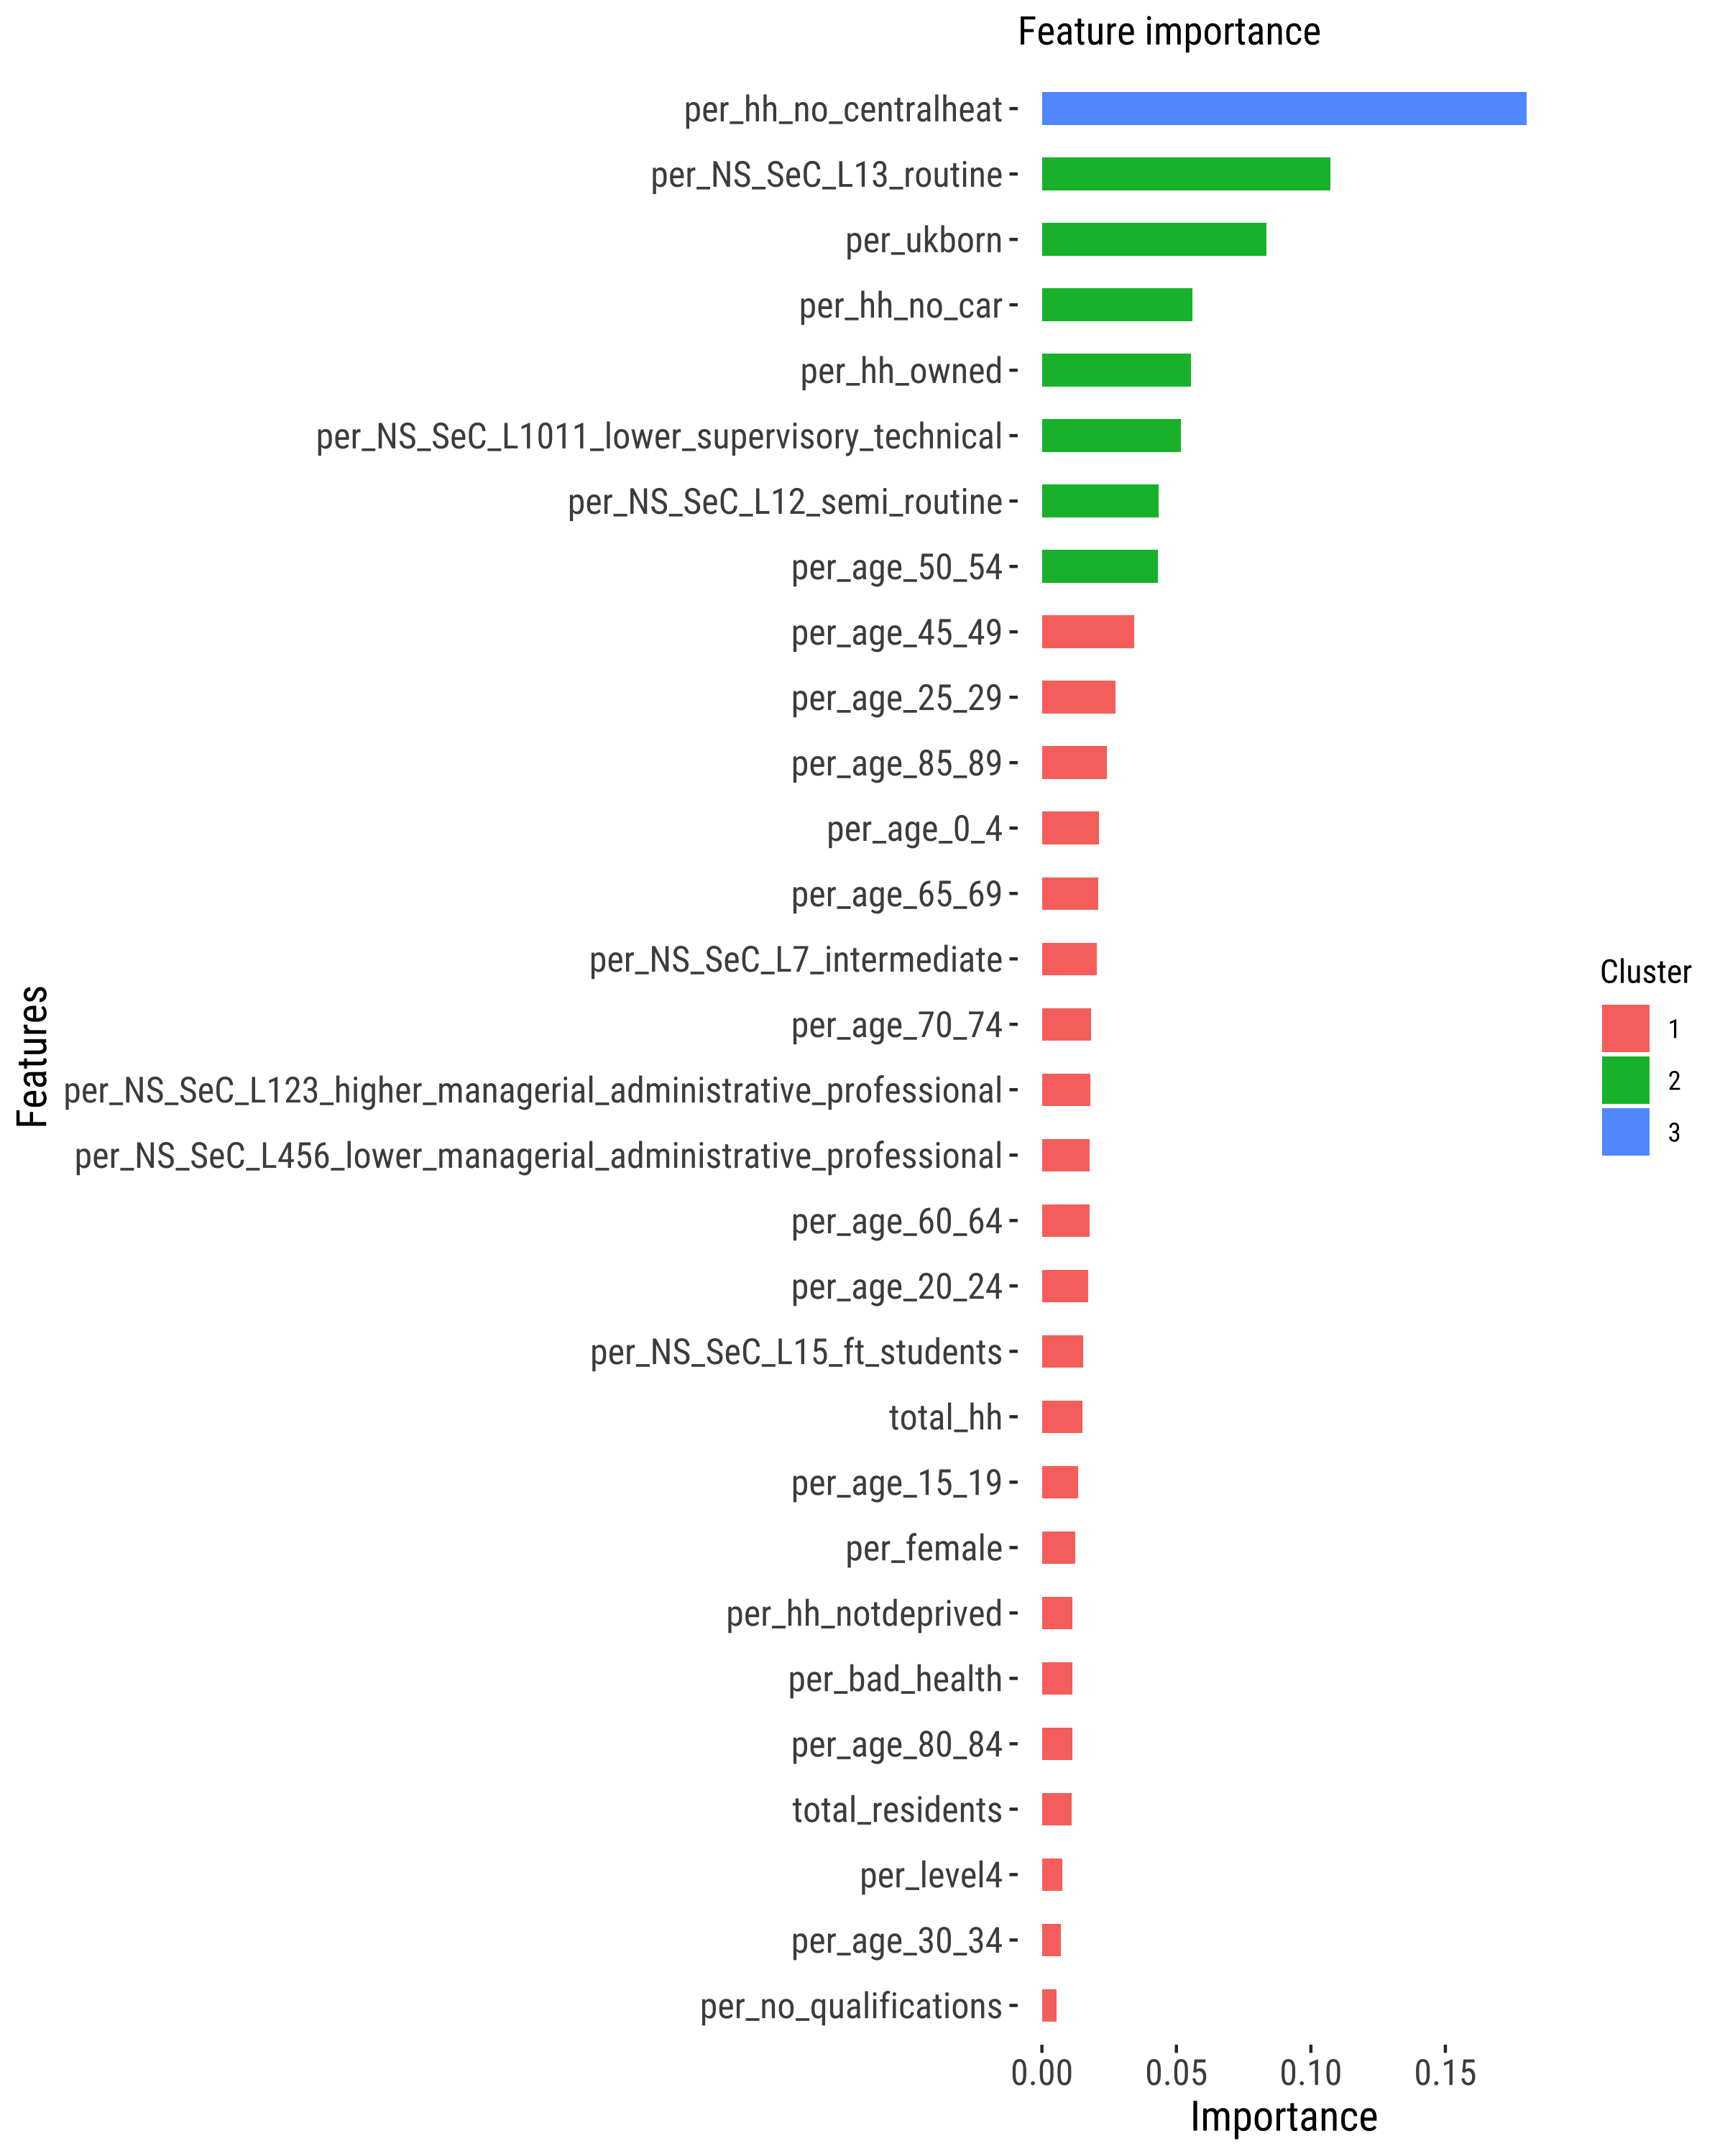 Feature importance
per_hh_no_centralheat
per_NS_SeC_L13_routine
per_ukborn
per_hh_no_car
per_hh_owned
per_NS_SeC_L1011_lower_supervisory_technical
per_NS_SeC_L12_semi_routine
per_age_50_54
per_age_45_49
per_age_25_29
per_age_85_89
per_age_0_4
per_age_65_69
per_NS_SeC_L7_intermediate
per_age_70_74
per_NS_SeC_L123_higher_managerial_administrative_professional
per_NS_SeC_L456_lower_managerial_administrative_professional
per_age_60_64
per_age_20_24
per_NS_SeC_L15_ft_students
total_hh
per_age_15_19
per_female
per_hh_notdeprived
per_bad_health
per_age_80_84
total_residents
per_level4
per_age_30_34
per_no_qualifications
Features
0.00 0.05 0.10 0.15
Importance
Cluster
1
2
3